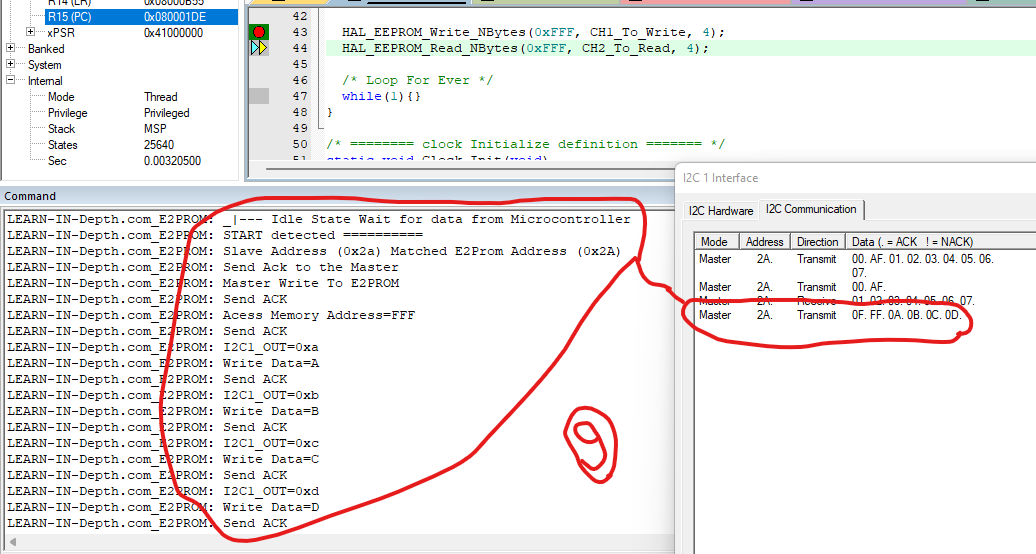 R14 (LR) 0x08000B55
R15 (PC) 0x080001DE
xPSR 0x41000000
Banked
System
Internal
Mode Thread
Privilege Privileged
Stack MSP
States 25640
Sec 0.00320500
42
43 HAL_EEPROM_Write_NBytes(0xFFF, CH1_To_Write, 4);
44 HAL_EEPROM_Read_NBytes(0xFFF, CH2_To_Read, 4);
45
46 /* Loop For Ever */
47 while(1){}
48 }
49
50 /* ======== clock Initialize definition ======= */
51 static void Clock_Init(void)
Command
LEARN-IN-Depth.com_E2PROM: _|--- Idle State Wait for data from Microcontroller
LEARN-IN-Depth.com_E2PROM: START detected ==========
LEARN-IN-Depth.com_E2PROM: Slave Address (0x2a) Matched E2Prom Address (0x2A)
LEARN-IN-Depth.com_E2PROM: Send Ack to the Master
LEARN-IN-Depth.com_E2PROM: Master Write To E2PROM
LEARN-IN-Depth.com_E2PROM: Send ACK
LEARN-IN-Depth.com_E2PROM: Acess Memory Address=FFF
LEARN-IN-Depth.com_E2PROM: Send ACK
LEARN-IN-Depth.com_E2PROM: I2C1_OUT=0xa
LEARN-IN-Depth.com_E2PROM: Write Data=A
LEARN-IN-Depth.com_E2PROM: Send ACK
LEARN-IN-Depth.com_E2PROM: I2C1_OUT=0xb
LEARN-IN-Depth.com_E2PROM: Write Data=B
LEARN-IN-Depth.com_E2PROM: Send ACK
LEARN-IN-Depth.com_E2PROM: I2C1_OUT=0xc
LEARN-IN-Depth.com_E2PROM: Write Data=C
LEARN-IN-Depth.com_E2PROM: Send ACK
LEARN-IN-Depth.com_E2PROM: I2C1_OUT=0xd
LEARN-IN-Depth.com_E2PROM: Write Data=D
LEARN-IN-Depth.com_E2PROM: Send ACK
9
I2C 1 Interface
I2C Hardware I2C Communication
Mode Address Direction Data (. = ACK ! = NACK)
Master 2A. Transmit 00. AF. 01. 02. 03. 04. 05. 06.
07.
Master 2A. Transmit 00. AF.
Master 2A. Receive 01. 02. 03. 04. 05. 06. 07.
Master 2A. Transmit 0F. FF. 0A. 0B. 0C. 0D.